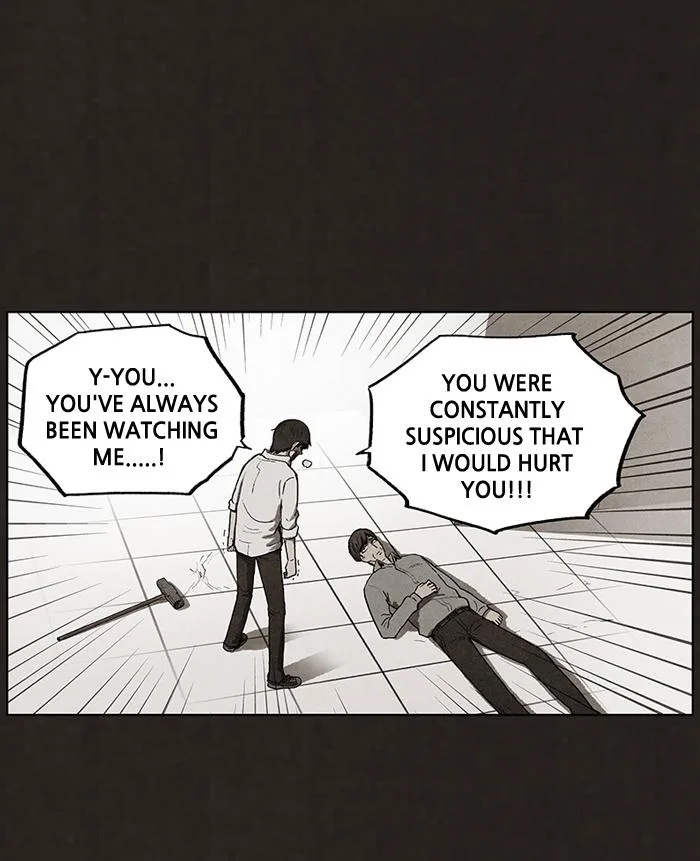 Y-YOU...
YOU'VE ALWAYS
BEEN WATCHING
ME.....!
YOU WERE
CONSTANTLY
SUSPICIOUS THAT
I WOULD HURT
YOU!!!